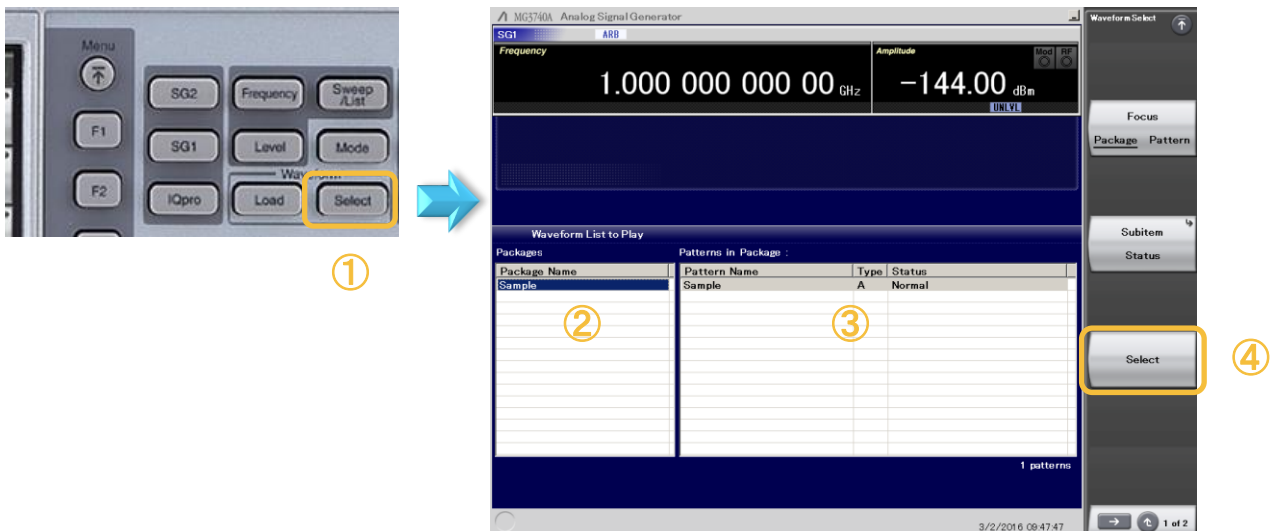 Menu
F1
F2
SG2
Frequency
Sweep
/List
SG1
Level
Mode
Waveform
IQpro
Load
Select
①
MG3740A Analog Signal Generator
SG1
ARB
Frequency
1.000 000 000 00 GHz
Amplitude
Mod RF
-144.00 dBm
UNLVL
Waveform List to Play
Packages
Patterns in Package :
Package Name
Pattern Name Type Status
Sample
Sample A Normal
②
③
1 patterns
3/2/2016 09:47:47
Waveform Select
Focus
Package Pattern
Subitem
Status
Select
④
1 of 2